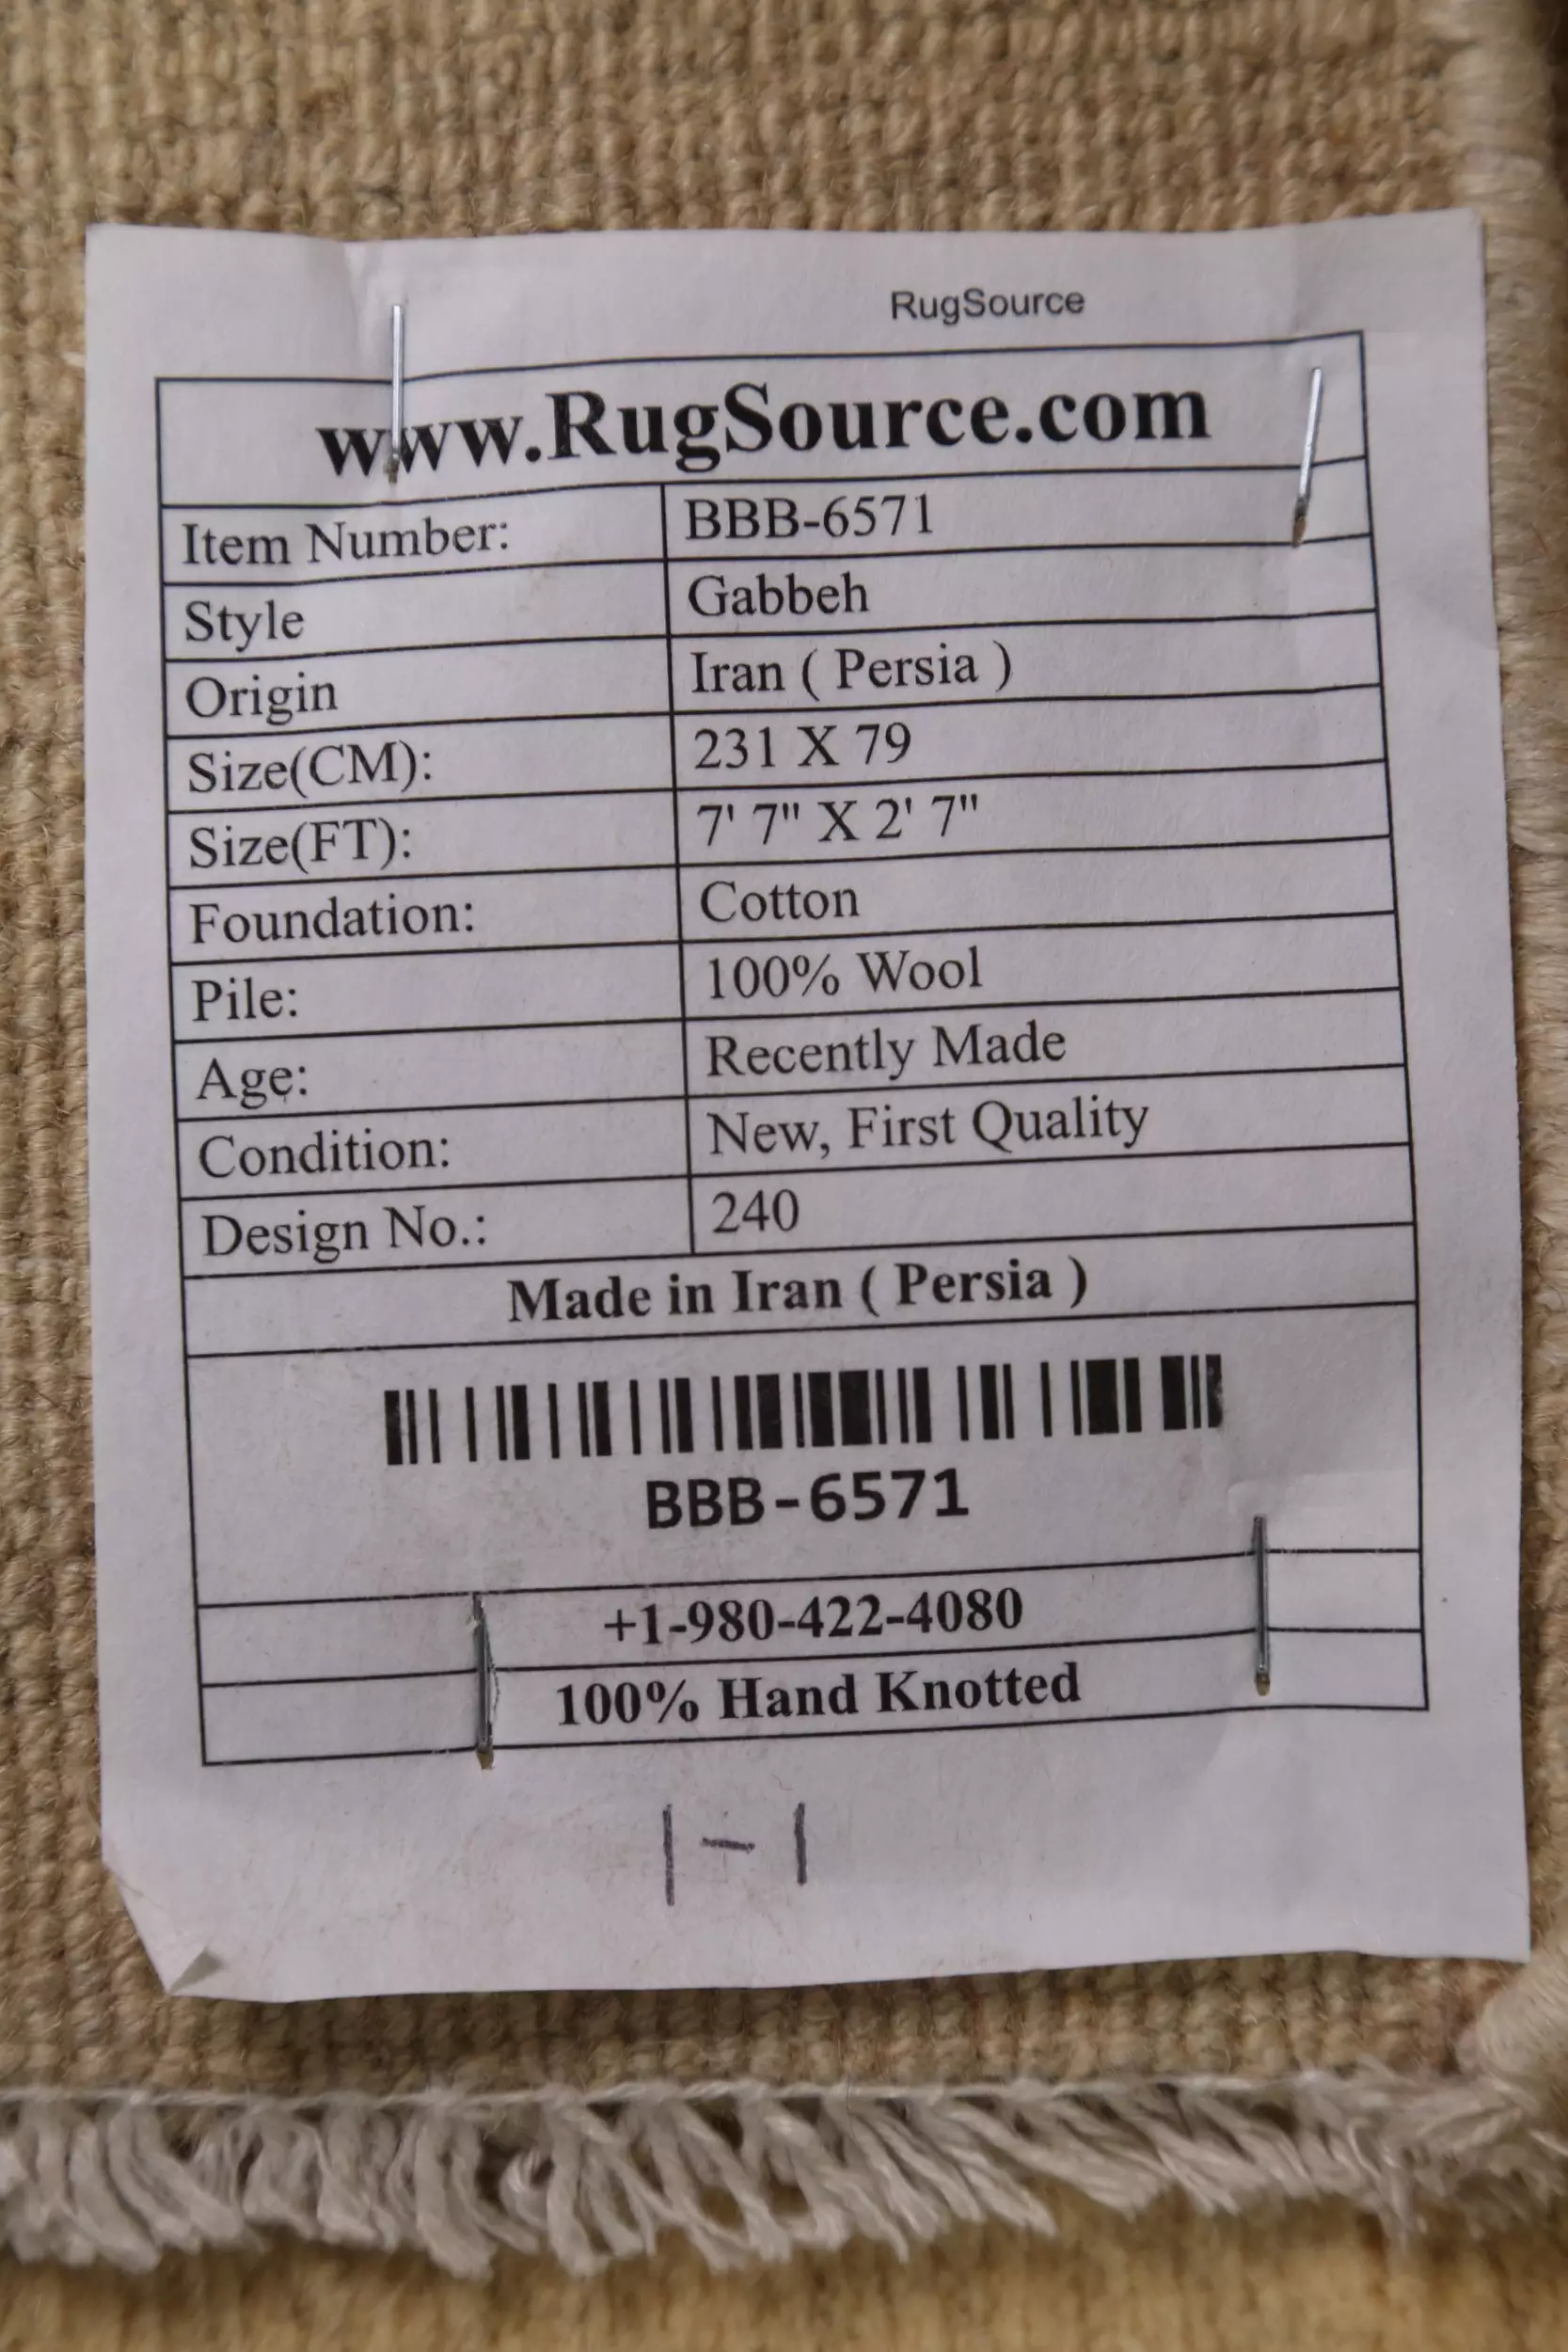 RugSource
www.RugSource.com
Item Number: BBB-6571
Style Gabbeh
Origin Iran ( Persia )
Size(CM): 231 X 79
Size(FT): 7' 7" X 2' 7"
Foundation: Cotton
Pile: 100% Wool
Age: Recently Made
Condition: New, First Quality
Design No.: 240
Made in Iran ( Persia )
BBB-6571
+1-980-422-4080
100% Hand Knotted
1-1